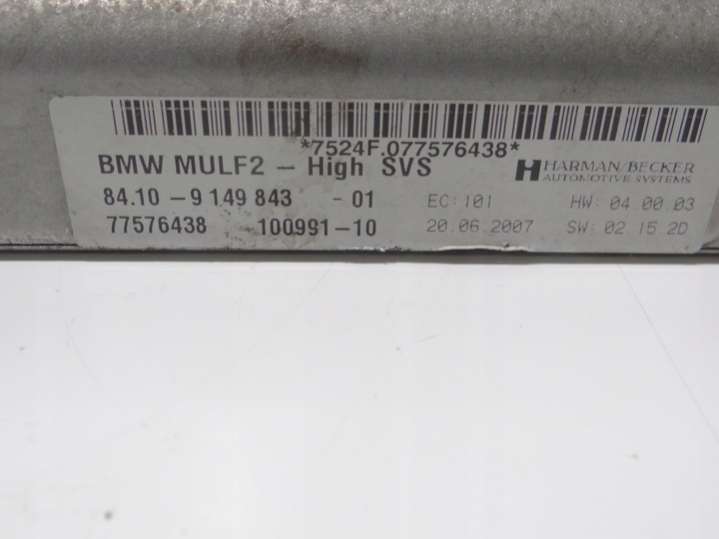 *7524F.077576438*
BMW MULF2 - High SVS
HARMAN/BECKER
AUTOMOTIVE SYSTEMS
84.10 - 9 149 843 - 01 EC: 101 HW: 04 00 03
77576438 100991-10 20.06.2007 SW: 02 15 20